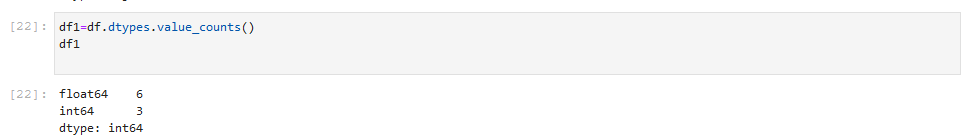 [22]: df1=df.dtypes.value_counts()
df1
[22]: float64    6
int64      3
dtype: int64